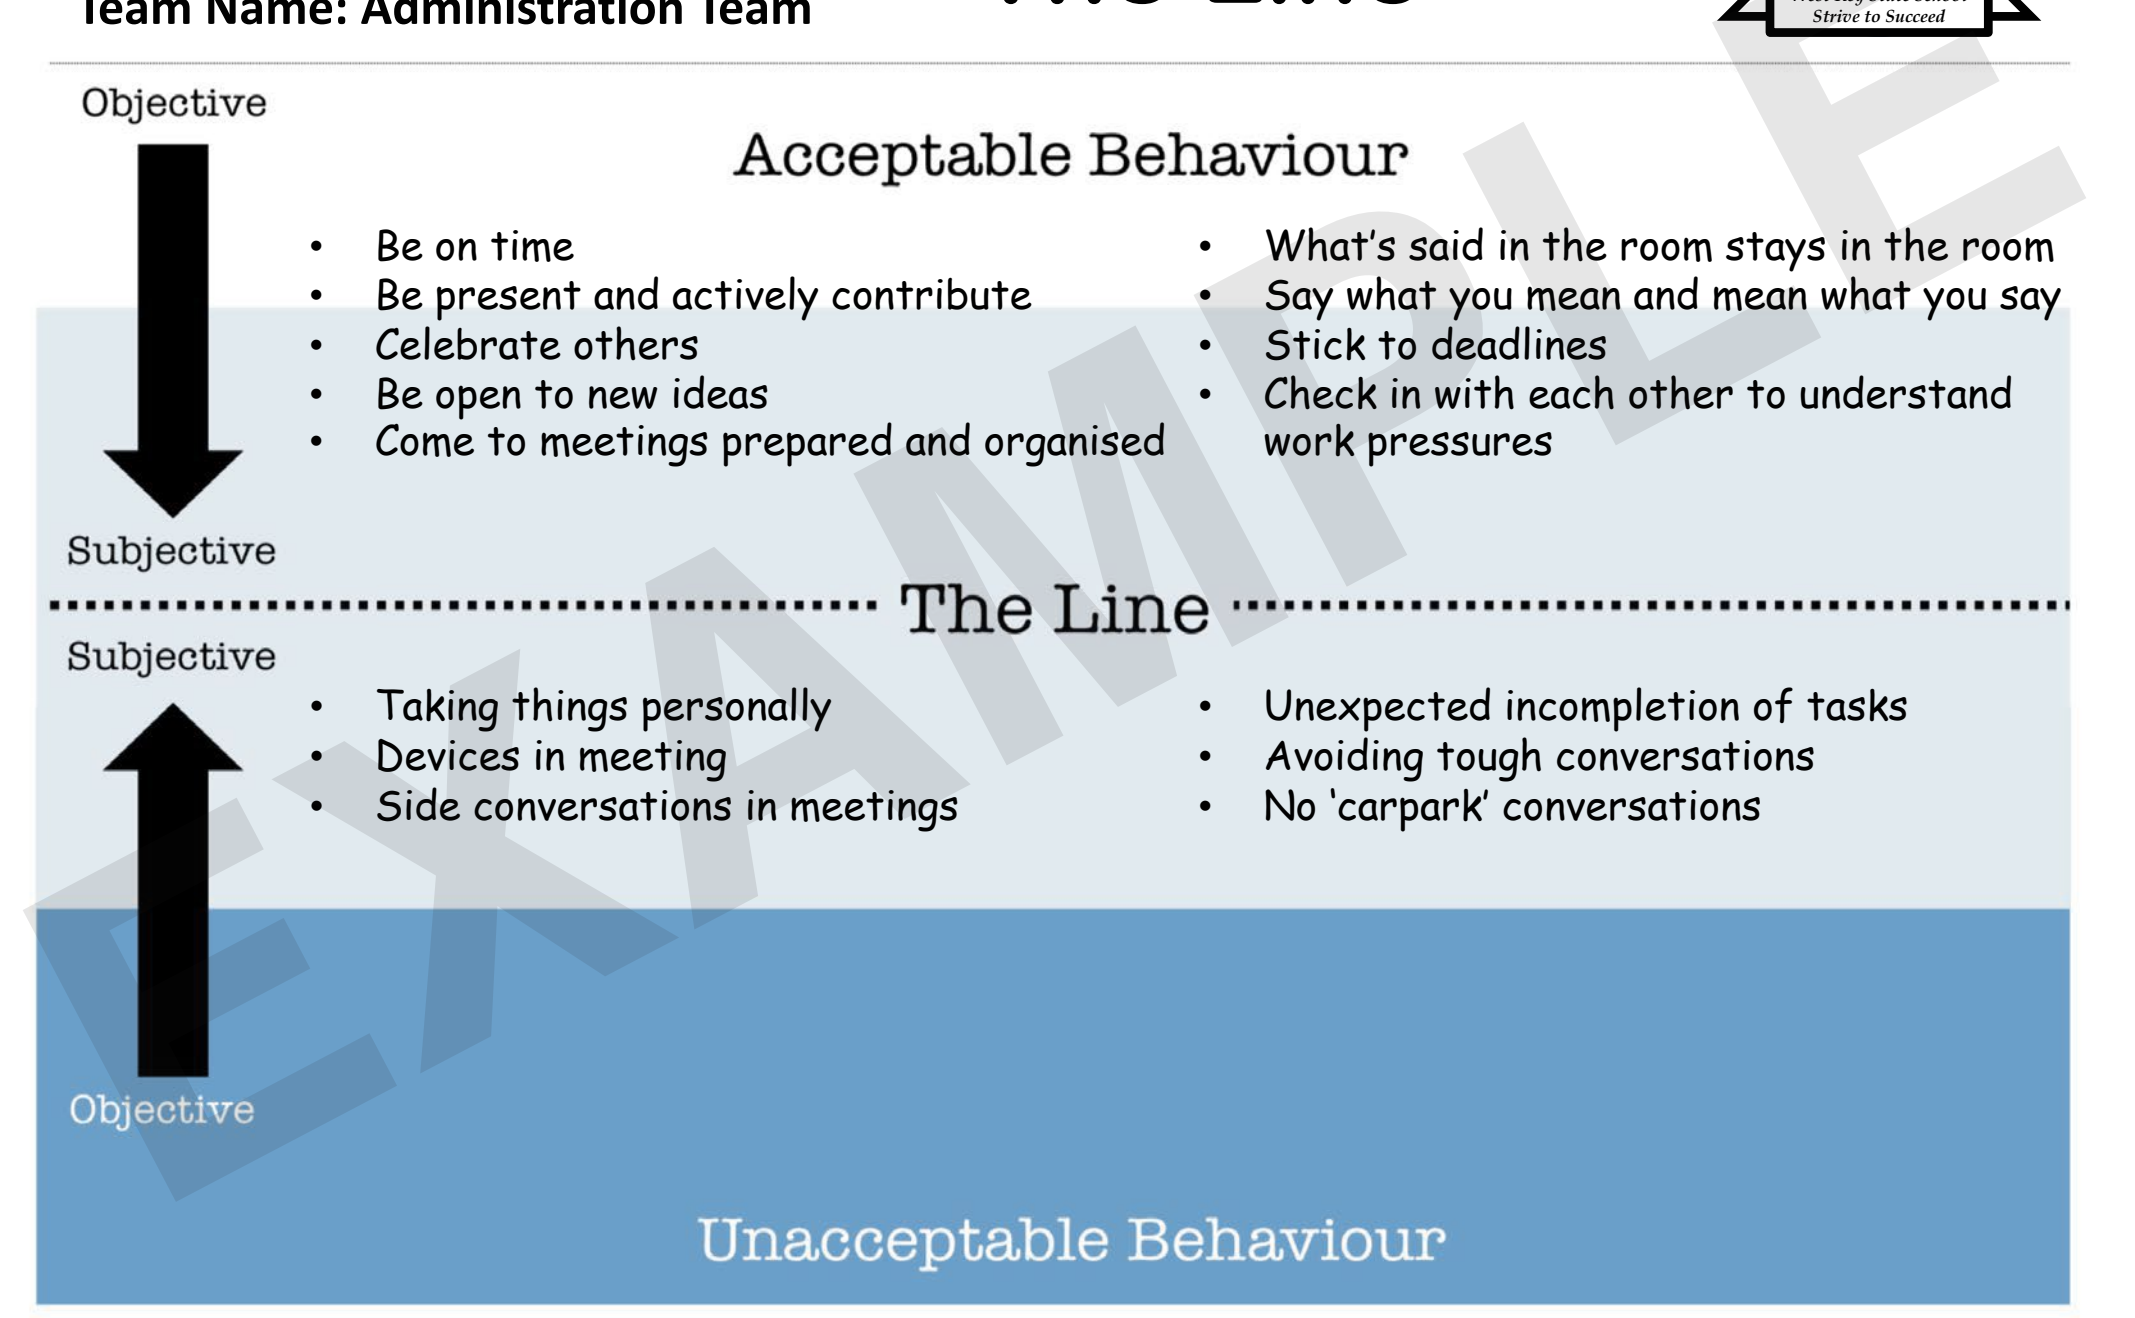 Team Name: Administration Team
The Line
Strive to Succeed
Objective
Acceptable Behaviour
• Be on time
• Be present and actively contribute
• Celebrate others
• Be open to new ideas
• Come to meetings prepared and organised
• What's said in the room stays in the room
• Say what you mean and mean what you say
• Stick to deadlines
• Check in with each other to understand
work pressures
Subjective
The Line
Subjective
• Taking things personally
• Devices in meeting
• Side conversations in meetings
• Unexpected incompletion of tasks
• Avoiding tough conversations
• No ‘carpark’ conversations
Objective
Unacceptable Behaviour
EXAMPLE